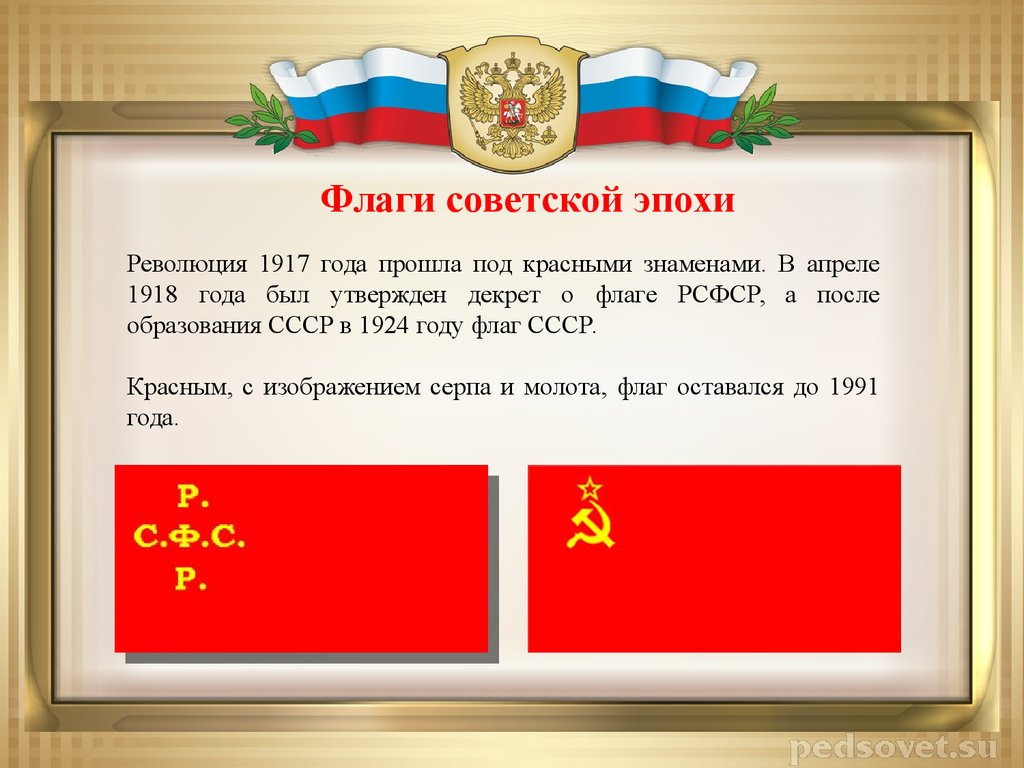 Флаги советской эпохи
Революция 1917 года прошла под красными знаменами. В апреле
1918 года был утвержден декрет о флаге РСФСР, а после
образования СССР в 1924 году флаг СССР.
Красным, с изображением серпа и молота, флаг оставался до 1991
года.
Р.
С.Ф.С.
Р.
pedsovet.su